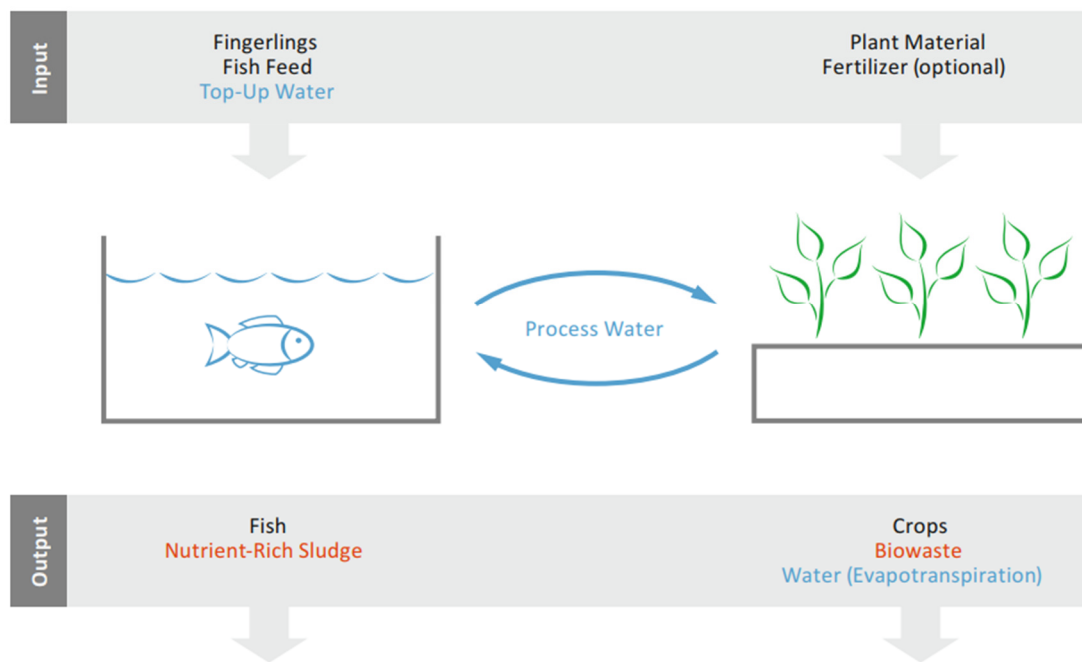 Input
Fingerlings
Fish Feed
Top-Up Water
Plant Material
Fertilizer (optional)
Process Water
Output
Fish
Nutrient-Rich Sludge
Crops
Biowaste
Water (Evapotranspiration)